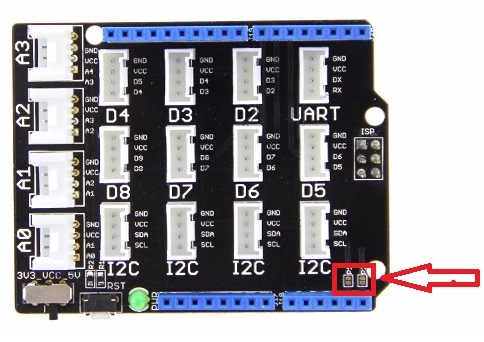 A3
GND
VCC
A4
A3
GND
VCC
D5
D4
D4
GND
VCC
D4
D3
D3
GND
VCC
D3
D2
D2
GND
VCC
DX
RX
UART
A2
GND
VCC
A3
A2
GND
VCC
D9
D8
D8
GND
VCC
D8
D7
D7
GND
VCC
D7
D6
D6
GND
VCC
D6
D5
D5
ISP
A1
GND
VCC
A2
A1
A0
GND
VCC
A1
A0
GND
VCC
SDA
SCL
I2C
GND
VCC
SDA
SCL
I2C
GND
VCC
SDA
SCL
I2C
GND
VCC
SDA
SCL
I2C
3V3_VCC_5V
R2
R1
RST
PWR